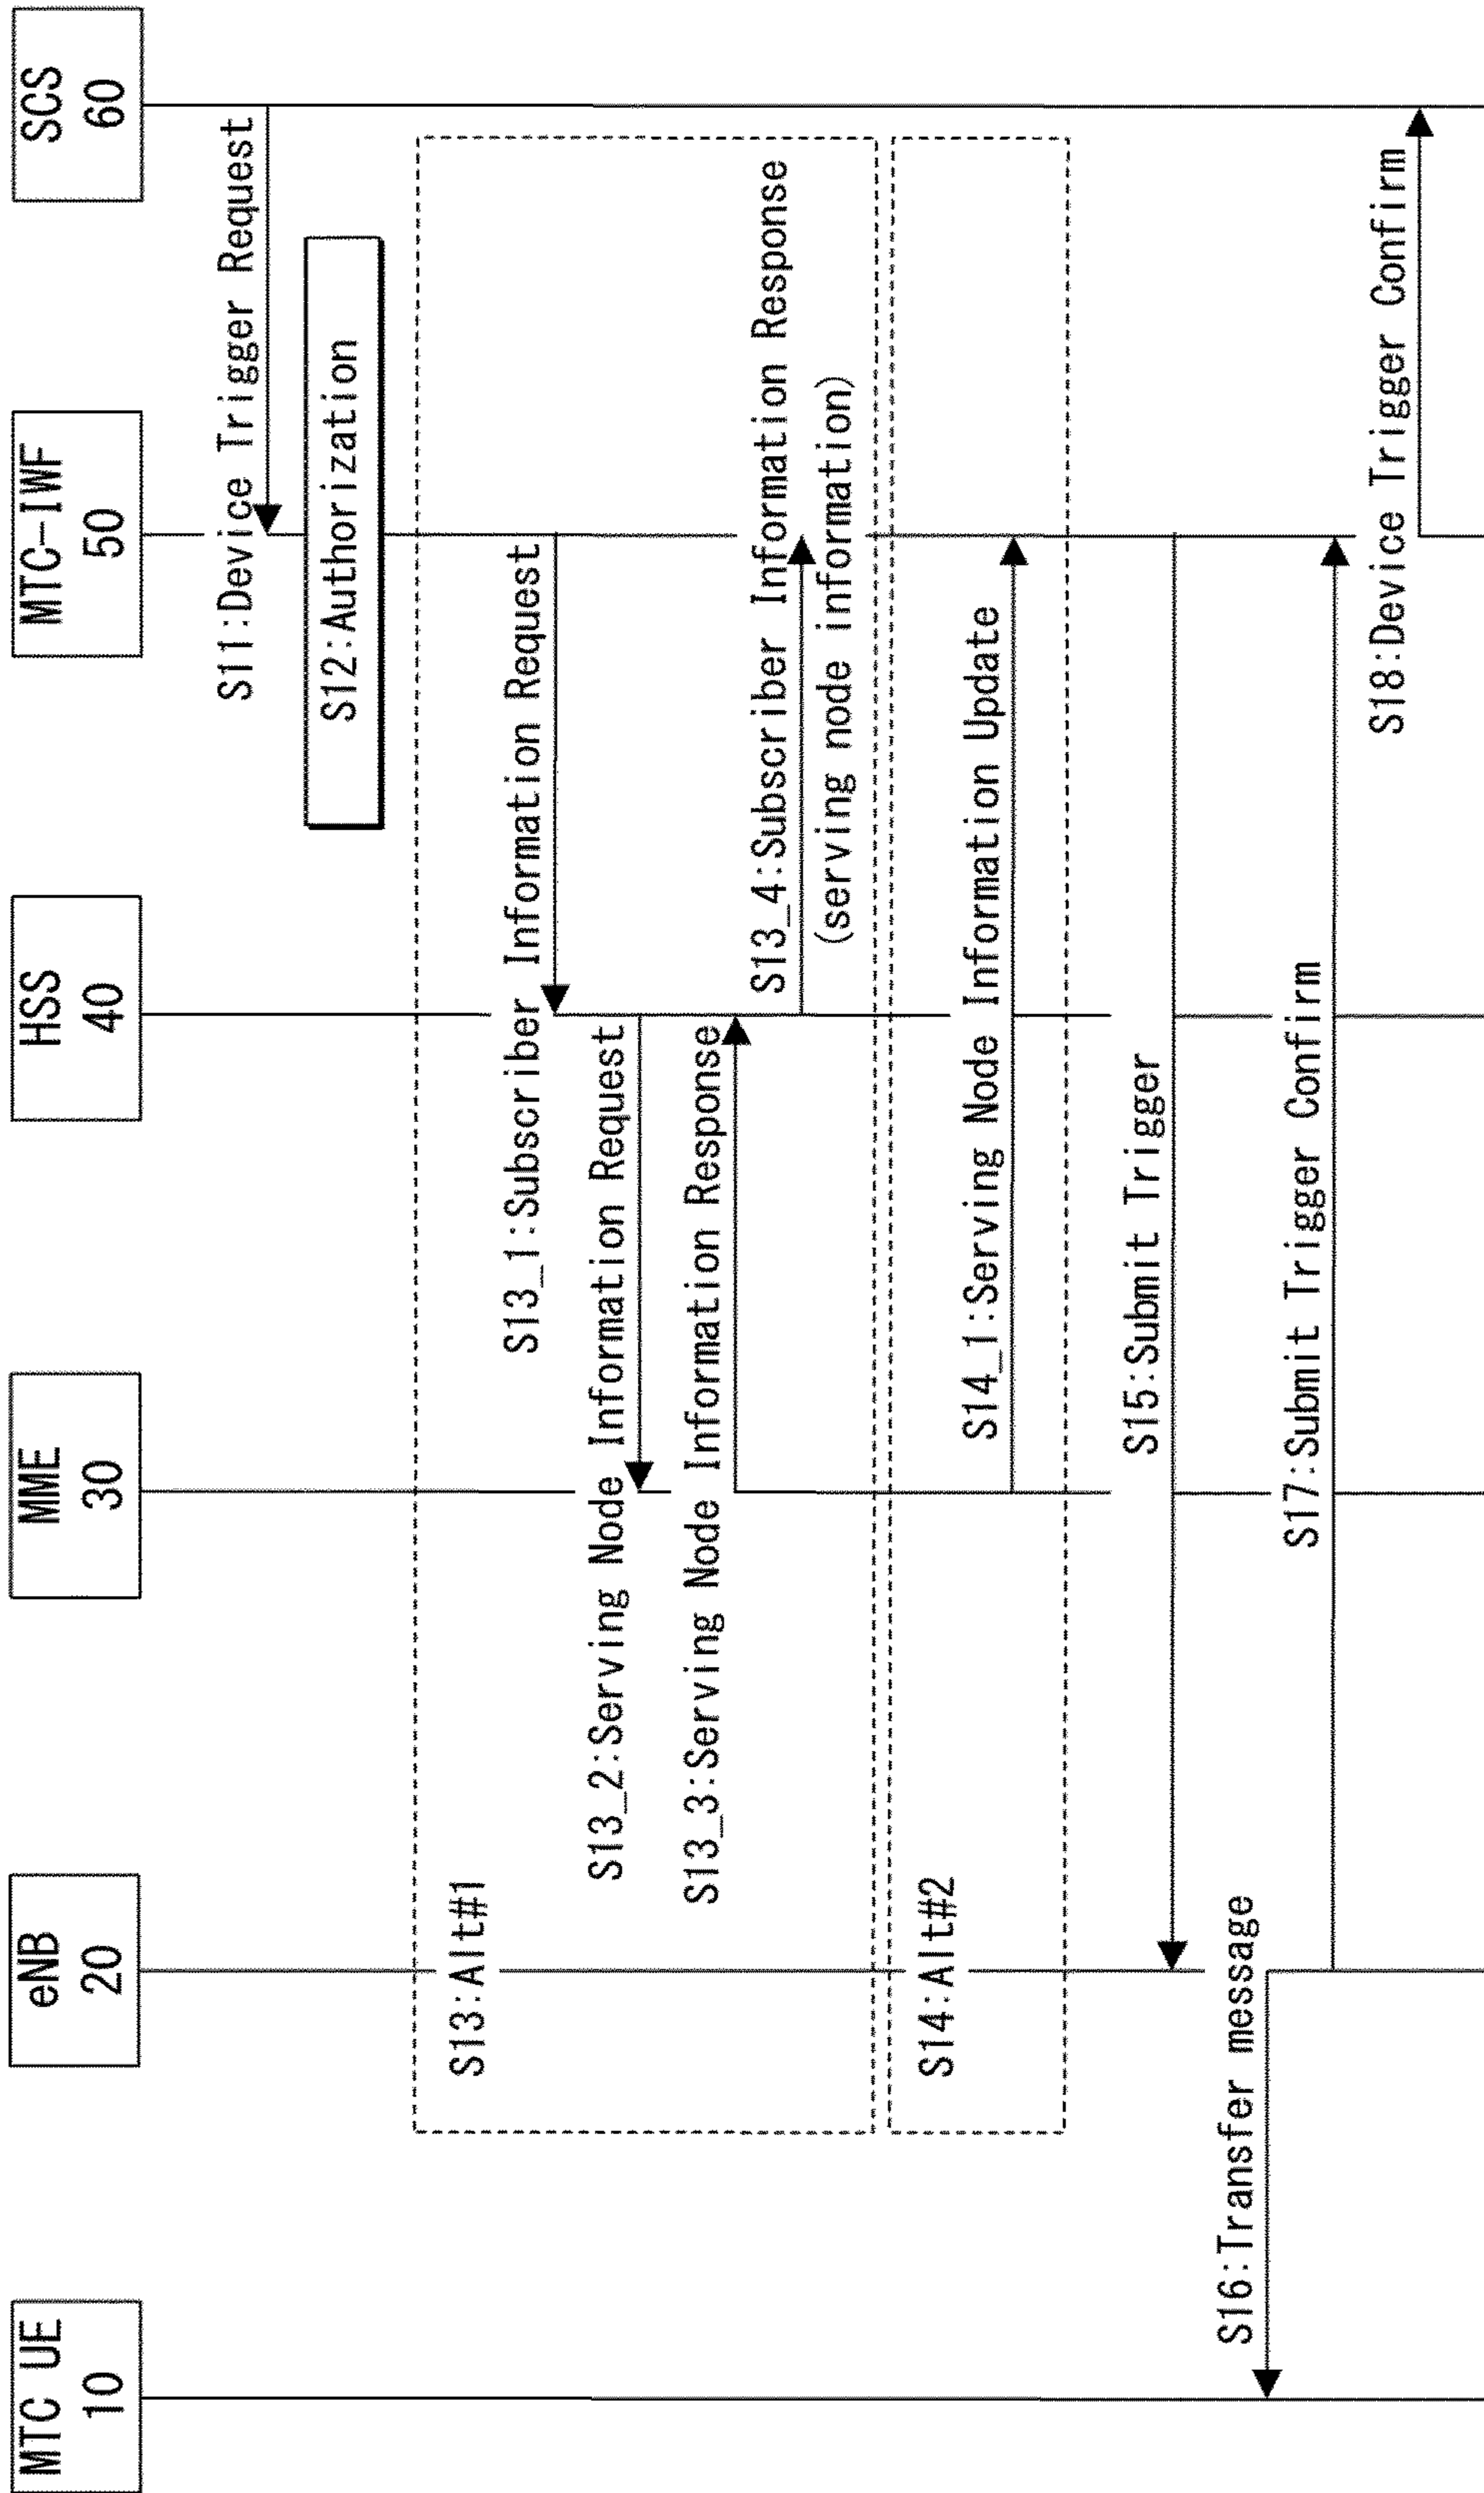 MTC UE
10
eNB
20
MME
30
HSS
40
MTC-IWF
50
SCS
60
S11:Device Trigger Request
S12:Authorization
S13:Alt#1
S13_1:Subscriber Information Request
S13_2:Serving Node Information Request
S13_3:Serving Node Information Response
S13_4:Subscriber Information Response
(serving node information)
S14:Alt#2
S14_1:Serving Node Information Update
S15:Submit Trigger
S16:Transfer message
S17:Submit Trigger Confirm
S18:Device Trigger Confirm